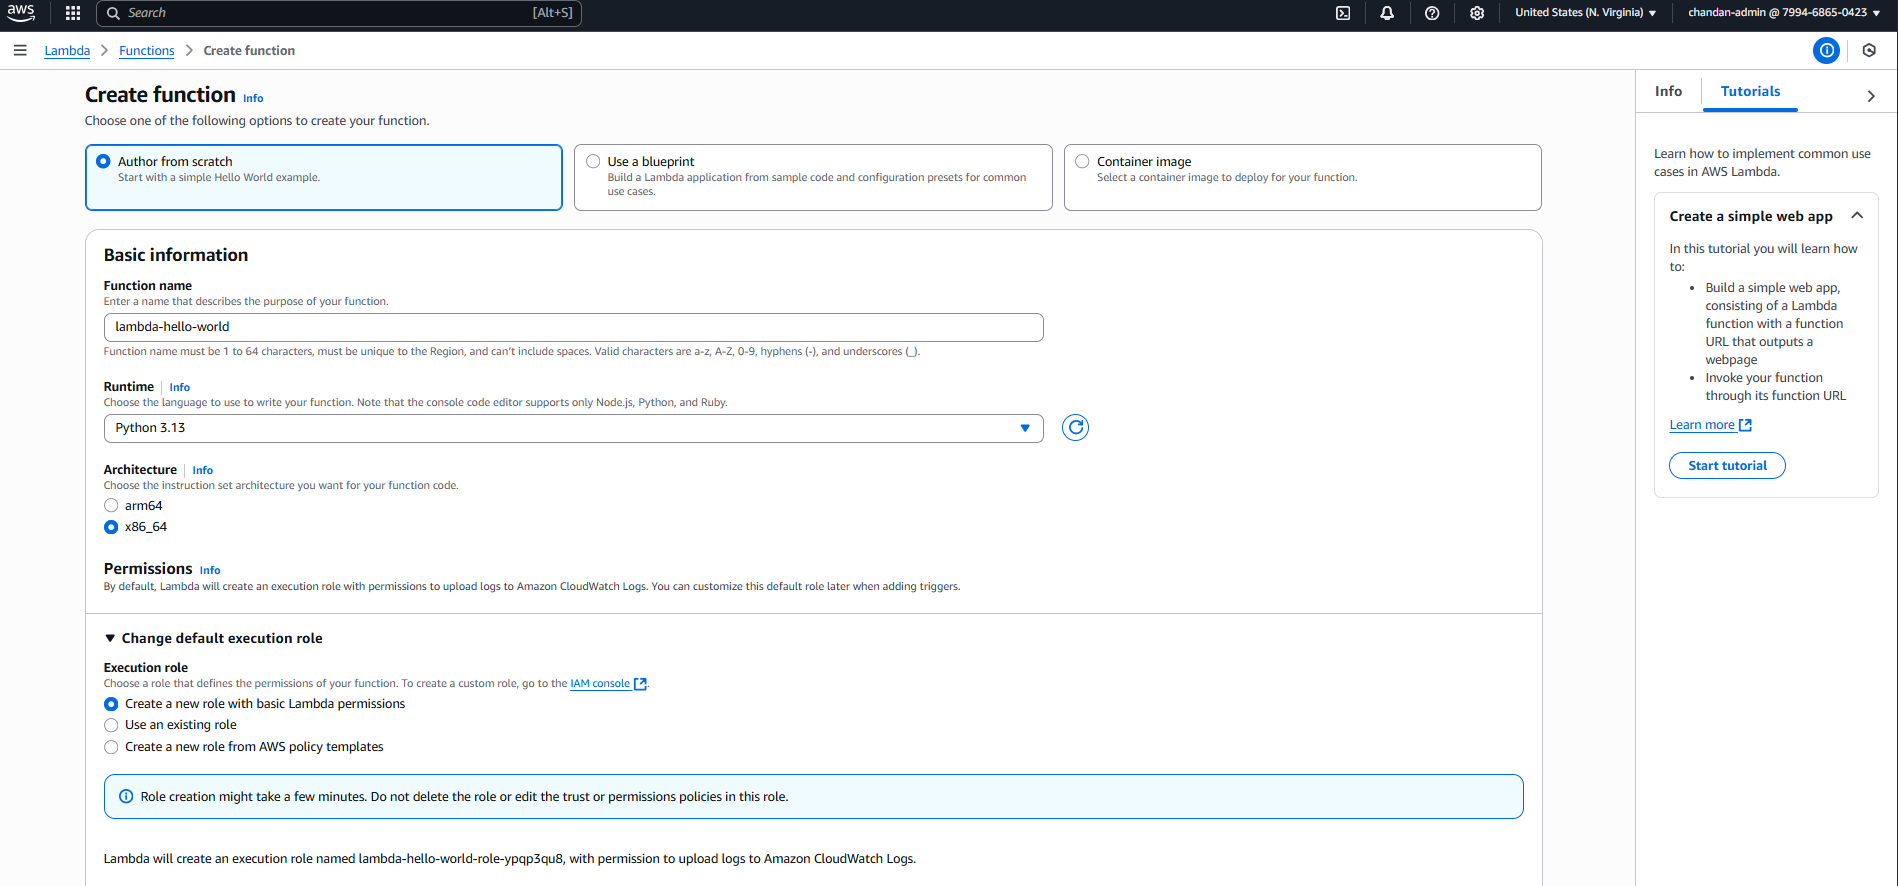 aws
Search
[Alt+S]
United States (N. Virginia)
chandan-admin @ 7994-6865-0423
Lambda
Functions
Create function
Create function Info
Choose one of the following options to create your function.
Author from scratch
Start with a simple Hello World example.
Use a blueprint
Build a Lambda application from sample code and configuration presets for common
use cases.
Container image
Select a container image to deploy for your function.
Basic information
Function name
Enter a name that describes the purpose of your function.
lambda-hello-world
Function name must be 1 to 64 characters, must be unique to the Region, and can't include spaces. Valid characters are a-z, A-Z, 0-9, hyphens (-), and underscores (_).
Runtime Info
Choose the language to use to write your function. Note that the console code editor supports only Node.js, Python, and Ruby.
Python 3.13
Architecture Info
Choose the instruction set architecture you want for your function code.
arm64
x86_64
Permissions Info
By default, Lambda will create an execution role with permissions to upload logs to Amazon CloudWatch Logs. You can customize this default role later when adding triggers.
Change default execution role
Execution role
Choose a role that defines the permissions of your function. To create a custom role, go to the IAM console.
Create a new role with basic Lambda permissions
Use an existing role
Create a new role from AWS policy templates
Role creation might take a few minutes. Do not delete the role or edit the trust or permissions policies in this role.
Lambda will create an execution role named lambda-hello-world-role-ypqp3qu8, with permission to upload logs to Amazon CloudWatch Logs.
Info
Tutorials
Learn how to implement common use
cases in AWS Lambda.
Create a simple web app
In this tutorial you will learn how
to:
• Build a simple web app,
consisting of a Lambda
function with a function
URL that outputs a
webpage
• Invoke your function
through its function URL
Learn more
Start tutorial